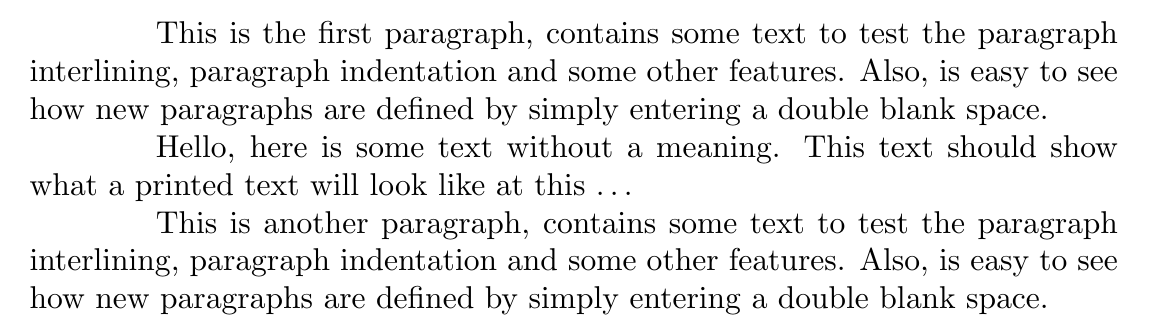 This is the first paragraph, contains some text to test the paragraph
interlining, paragraph indentation and some other features. Also, is easy to see
how new paragraphs are defined by simply entering a double blank space.
Hello, here is some text without a meaning. This text should show
what a printed text will look like at this ...
This is another paragraph, contains some text to test the paragraph
interlining, paragraph indentation and some other features. Also, is easy to see
how new paragraphs are defined by simply entering a double blank space.